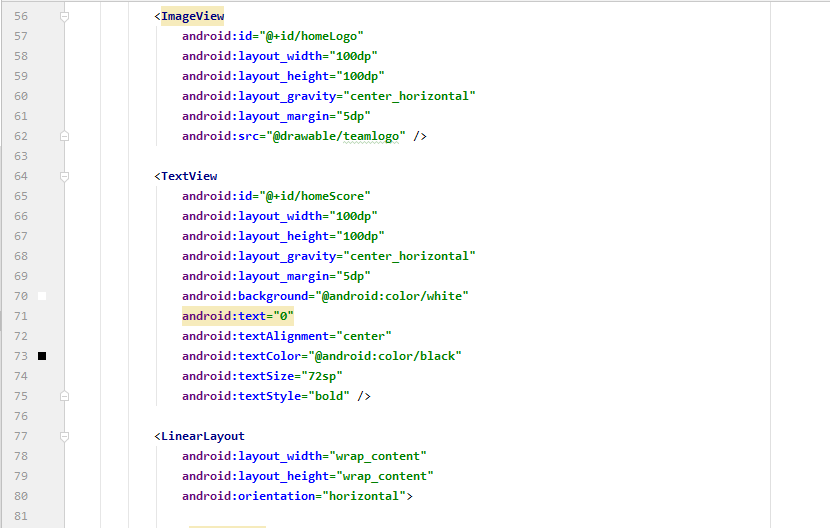 56 <ImageView
57 android:id="@+id/homeLogo"
58 android:layout_width="100dp"
59 android:layout_height="100dp"
60 android:layout_gravity="center_horizontal"
61 android:layout_margin="5dp"
62 android:src="@drawable/teamlogo" />
63
64 <TextView
65 android:id="@+id/homeScore"
66 android:layout_width="100dp"
67 android:layout_height="100dp"
68 android:layout_gravity="center_horizontal"
69 android:layout_margin="5dp"
70 android:background="@android:color/white"
71 android:text="0"
72 android:textAlignment="center"
73 android:textColor="@android:color/black"
74 android:textSize="72sp"
75 android:textStyle="bold" />
76
77 <LinearLayout
78 android:layout_width="wrap_content"
79 android:layout_height="wrap_content"
80 android:orientation="horizontal">
81